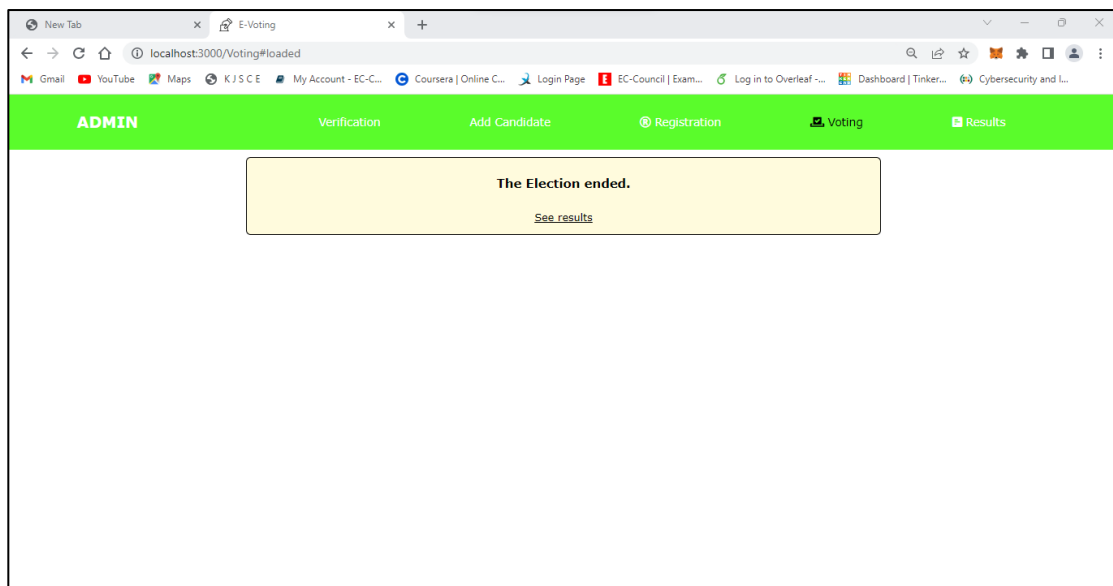 New Tab E-Voting
localhost:3000/Voting#loaded
Gmail YouTube Maps K J S C E My Account - EC-C... Coursera | Online C... Login Page EC-Council | Exam... Log in to Overleaf -... Dashboard | Tinker... Cybersecurity and I...
ADMIN Verification Add Candidate Registration Voting Results
The Election ended.
See results